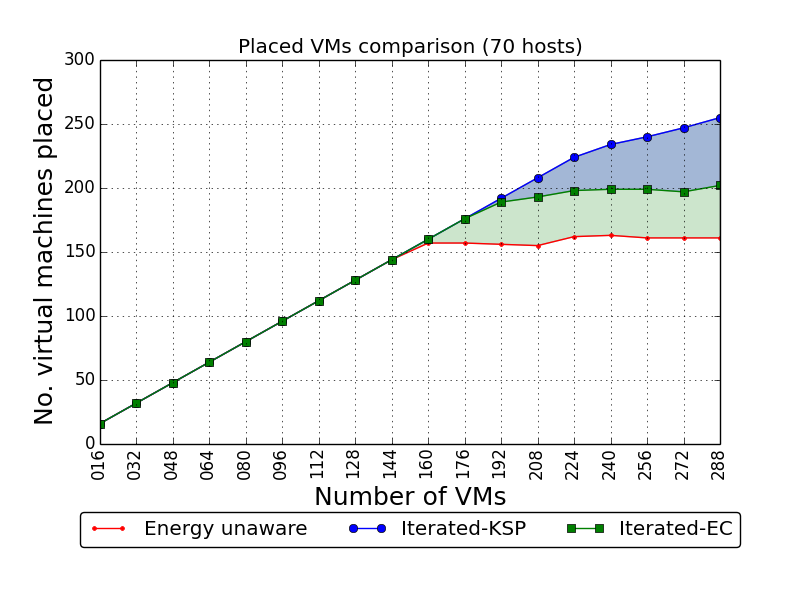 Placed VMs comparison (70 hosts)
300
250
200
150
100
50
0
No. virtual machines placed
016 032 048 064 080 096 112 128 144 160 176 192 208 224 240 256 272 288
Number of VMs
Energy unaware Iterated-KSP Iterated-EC